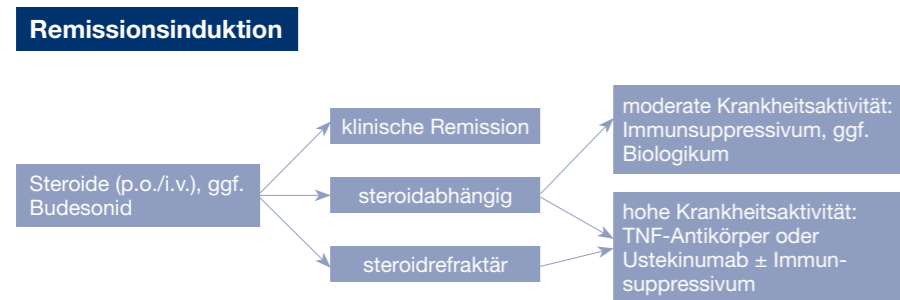 Remissionsinduktion
Steroide (p.o./i.v.), ggf.
Budesonid
klinische Remission
steroidabhängig
steroidrefraktär
moderate Krankheitsaktivität:
Immunsuppressivum, ggf.
Biologikum
hohe Krankheitsaktivität:
TNF-Antikörper oder
Ustekinumab ± Immun-
suppressivum